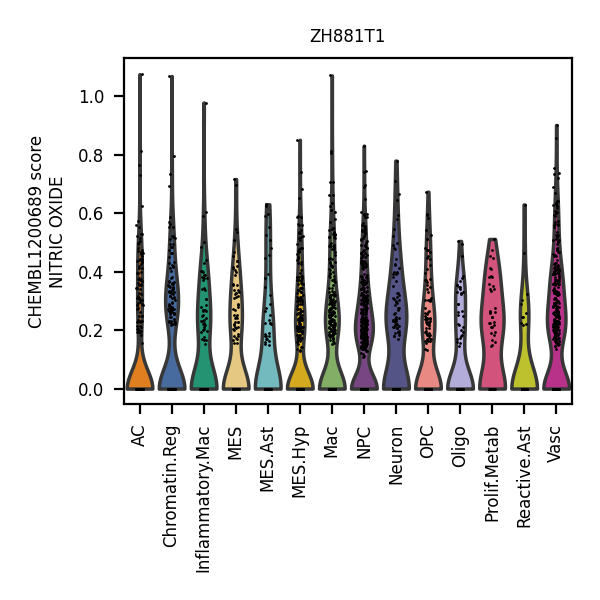 ZH881T1
CHEMBL1200689 score
NITRIC OXIDE
1.0
0.8
0.6
0.4
0.2
0.0
AC
Chromatin.Reg
Inflammatory.Mac
MES
MES.Ast
MES.Hyp
Mac
NPC
Neuron
OPC
Oligo
Prolif.Metab
Reactive.Ast
Vasc